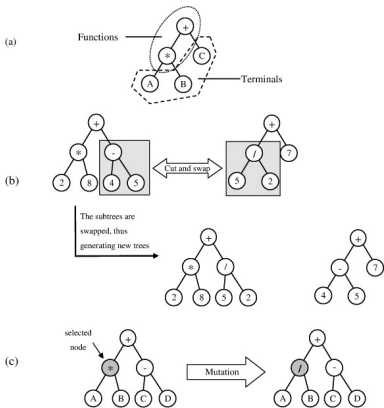 +
Functions
(a)
*
C
A
B
Terminals
+
+
*
-
/
7
Cut and swap
(b)
2
8
4
5
5
2
The subtrees are
swapped, thus
generating new trees
+
+
*
/
-
7
2
8
5
2
4
5
selected
node
+
+
(c)
*
-
Mutation
/
-
A
B
C
D
A
B
C
D